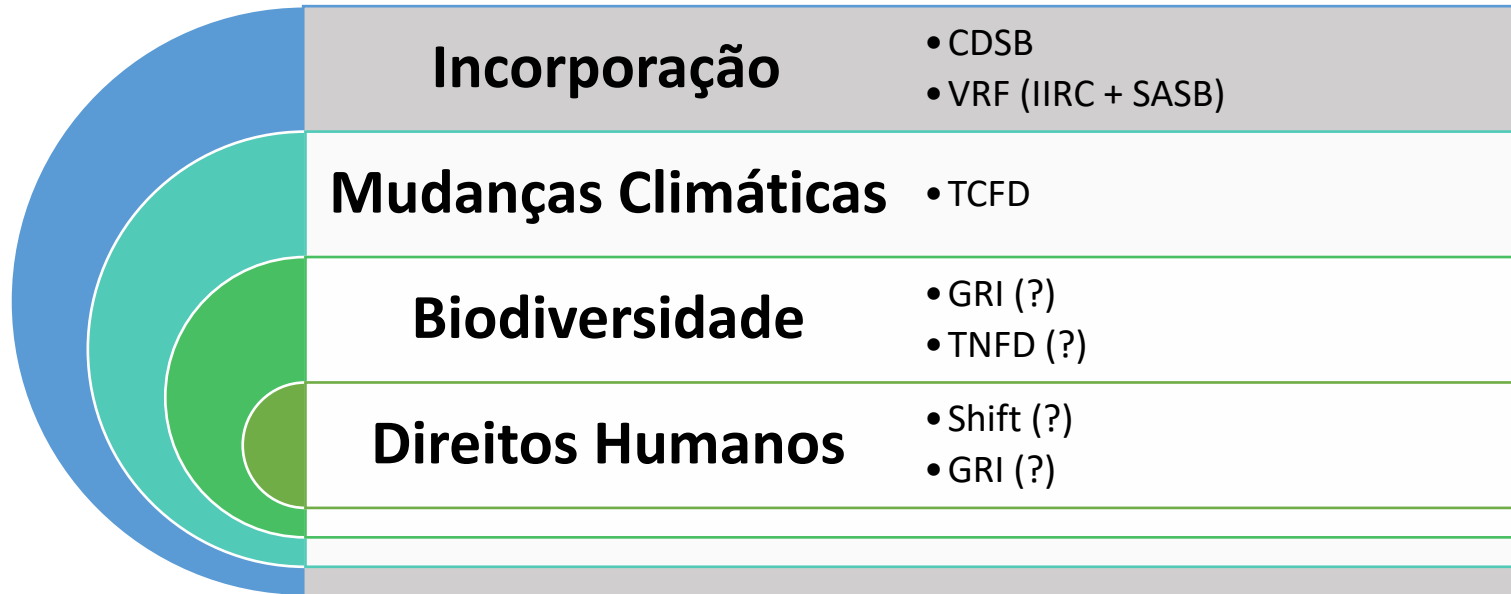 Incorporação
• CDSB
• VRF (IIRC + SASB)
Mudanças Climáticas
• TCFD
Biodiversidade
• GRI (?)
• TNFD (?)
Direitos Humanos
• Shift (?)
• GRI (?)